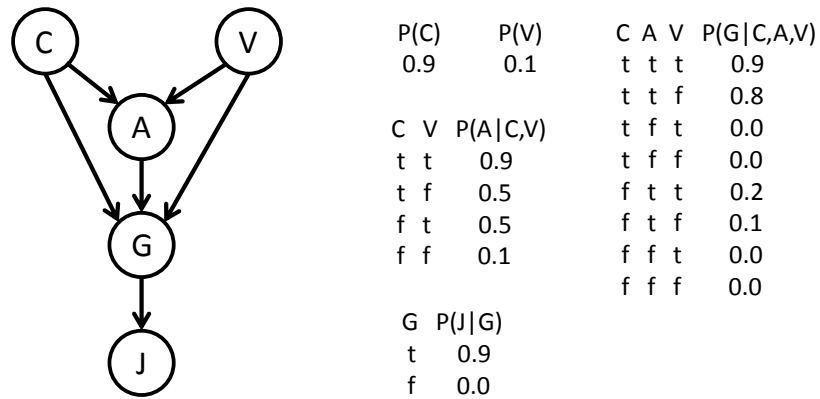 C
V
A
G
J
P(C) P(V)
0.9 0.1
C V P(A|C,V)
t t 0.9
t f 0.5
f t 0.5
f f 0.1
G P(J|G)
t 0.9
f 0.0
C A V P(G|C,A,V)
t t t 0.9
t t f 0.8
t f t 0.0
t f f 0.0
f t t 0.2
f t f 0.1
f f t 0.0
f f f 0.0